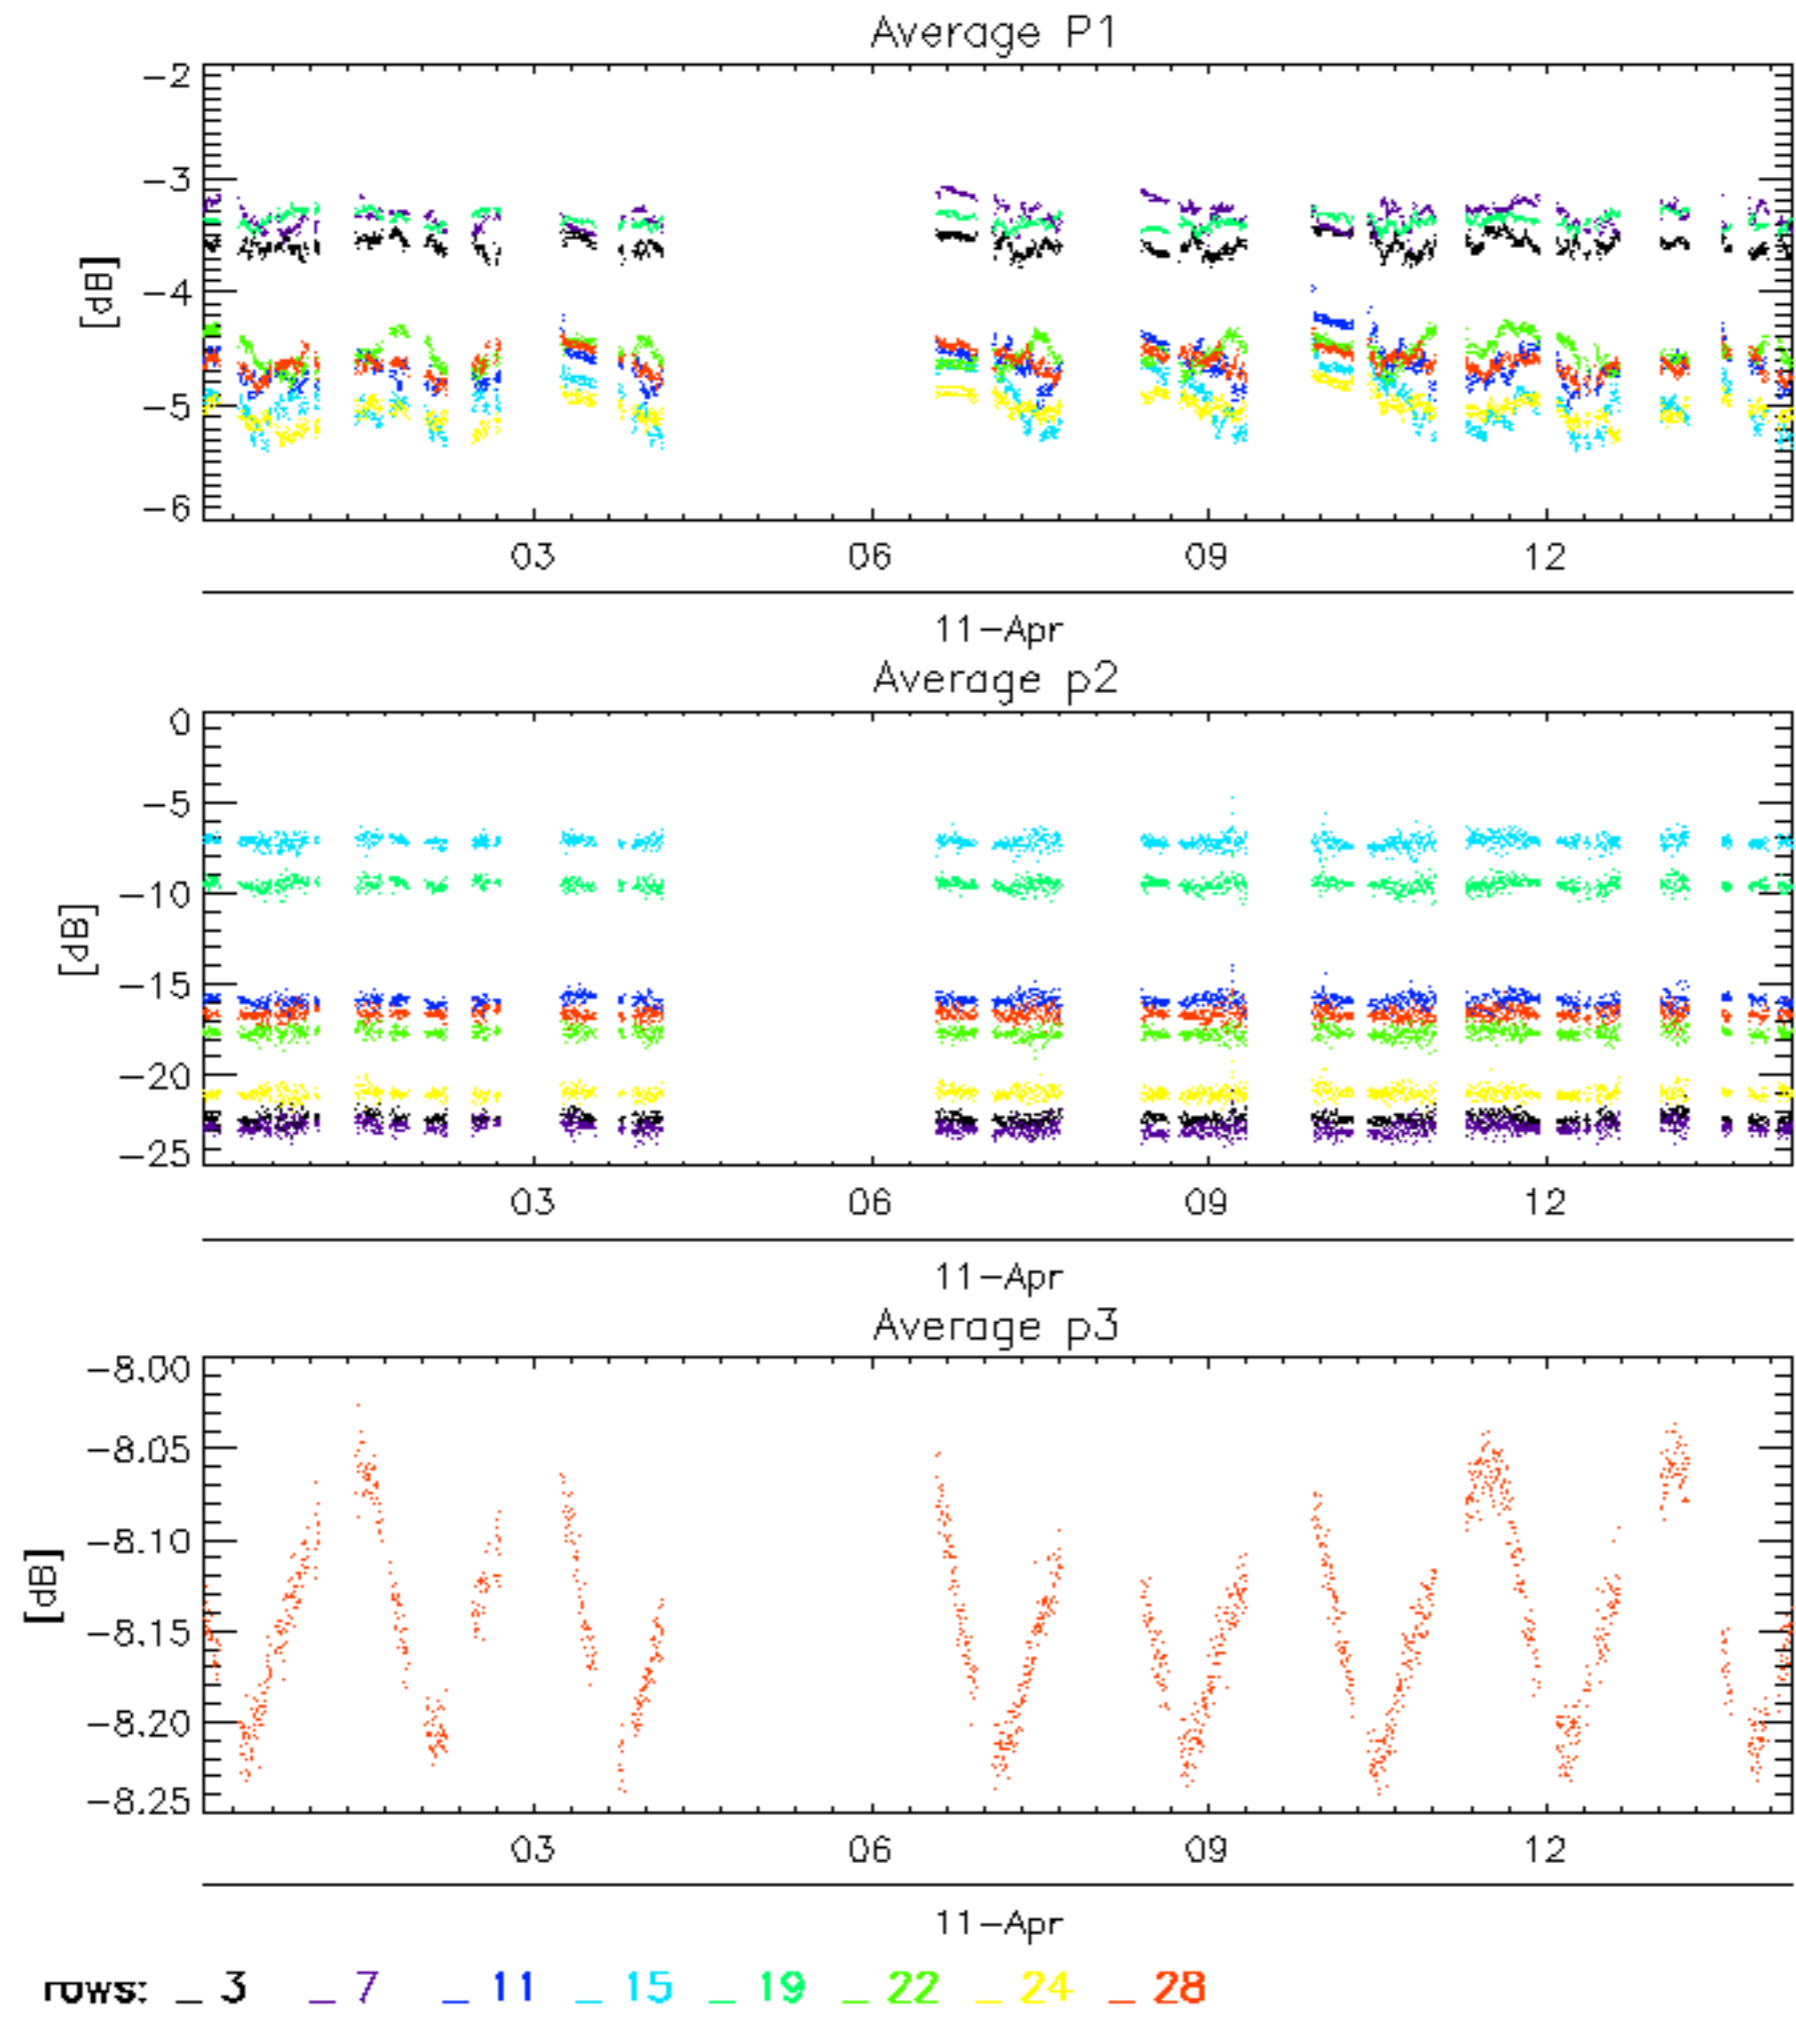 Average P1
−2
−3
[dB]
−4
−5
−6
03 06 09 12
11−Apr
Average p2
0
−5
−10
[dB]
−15
−20
−25
03 06 09 12
11−Apr
Average p3
−8.00
−8.05
−8.10
[dB]
−8.15
−8.20
−8.25
03 06 09 12
11−Apr
rows: _ 3 _ 7 _ 11 _ 15 _ 19 _ 22 _ 24 _ 28